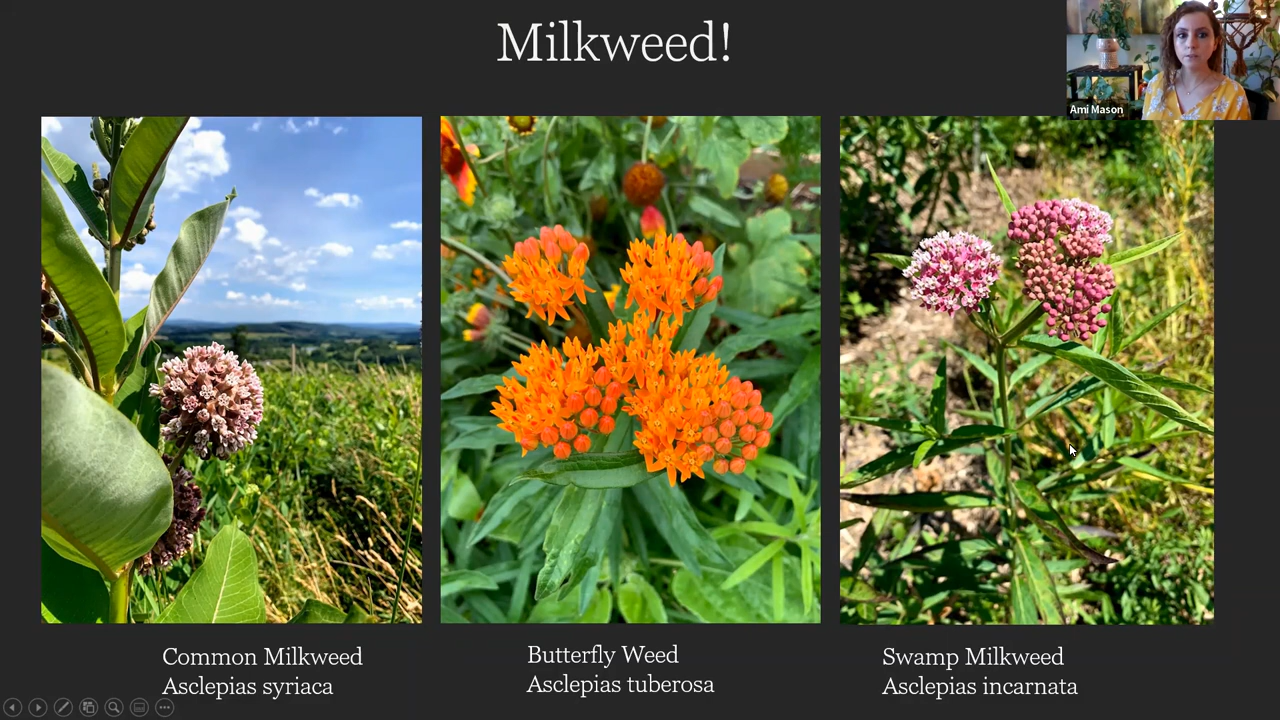 Milkweed!
Ami Mason
Common Milkweed
Asclepias syriaca
Butterfly Weed
Asclepias tuberosa
Swamp Milkweed
Asclepias incarnata